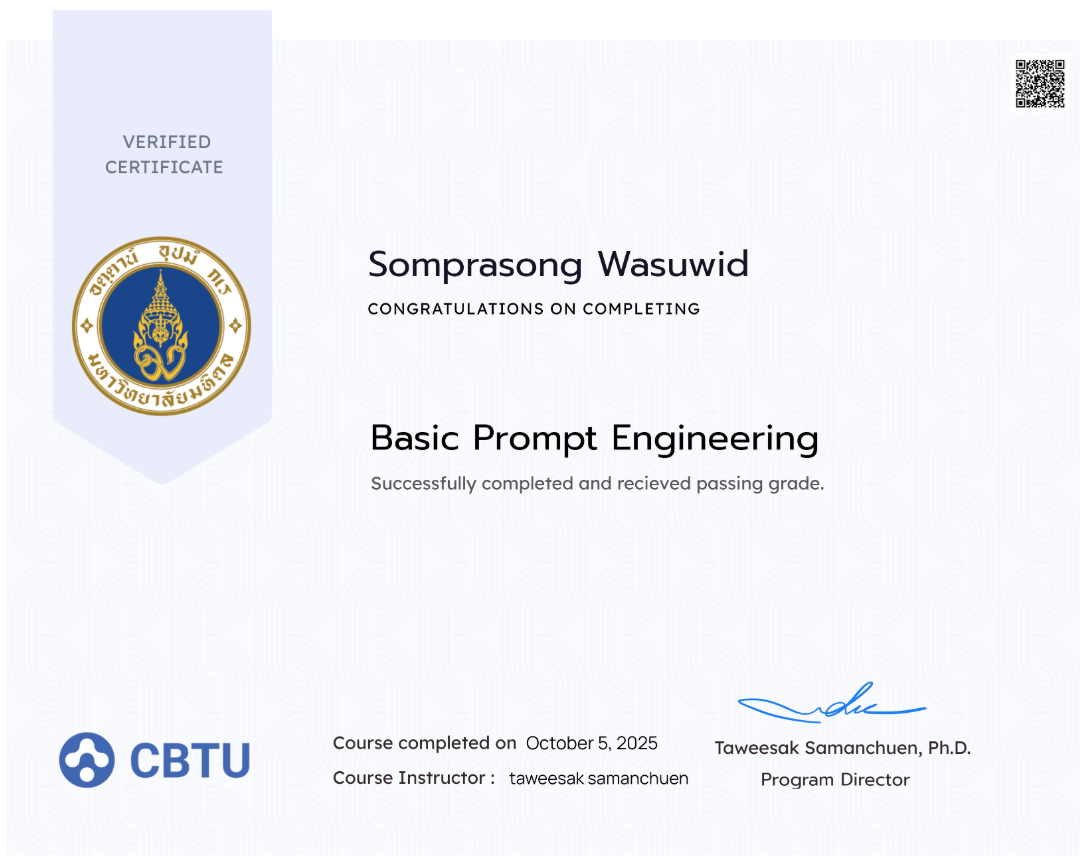 VERIFIED
CERTIFICATE
อตฺตานํ อุปมํ กเร
มหาวิทยาลัยมหิดล
Somprasong Wasuwid
CONGRATULATIONS ON COMPLETING
Basic Prompt Engineering
Successfully completed and recieved passing grade.
CBTU
Course completed on October 5, 2025
Course Instructor : taweesak samanchuen
Taweesak Samanchuen, Ph.D.
Program Director